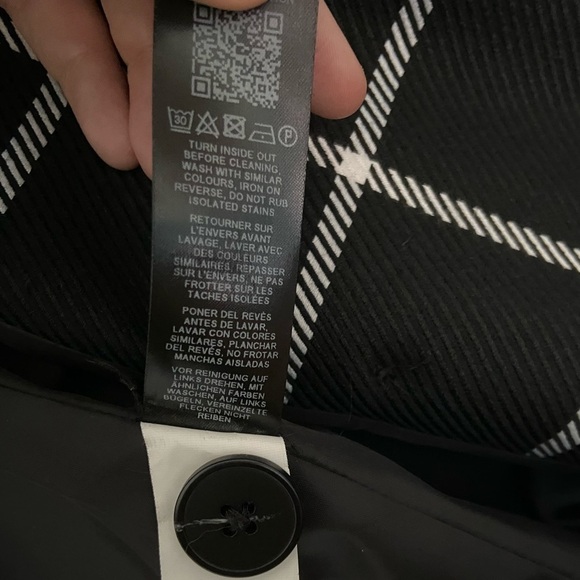 30
P
TURN INSIDE OUT
BEFORE CLEANING,
WASH WITH SIMILAR
COLOURS, IRON ON
REVERSE, DO NOT RUB
ISOLATED STAINS
RETOURNER SUR
L'ENVERS AVANT
LAVAGE, LAVER AVEC
DES COULEURS
SIMILAIRES, REPASSER
SUR L'ENVERS, NE PAS
FROTTER SUR LES
TACHES ISOLÉES
PONER DEL REVÉS
ANTES DE LAVAR,
LAVAR CON COLORES
SIMILARES, PLANCHAR
DEL REVÉS, NO FROTAR
MANCHAS AISLADAS
VOR REINIGUNG AUF
LINKS DREHEN, MIT
ÄHNLICHEN FARBEN
WASCHEN, AUF LINKS
BÜGELN, VEREINZELTE
FLECKEN NICHT
REIBEN